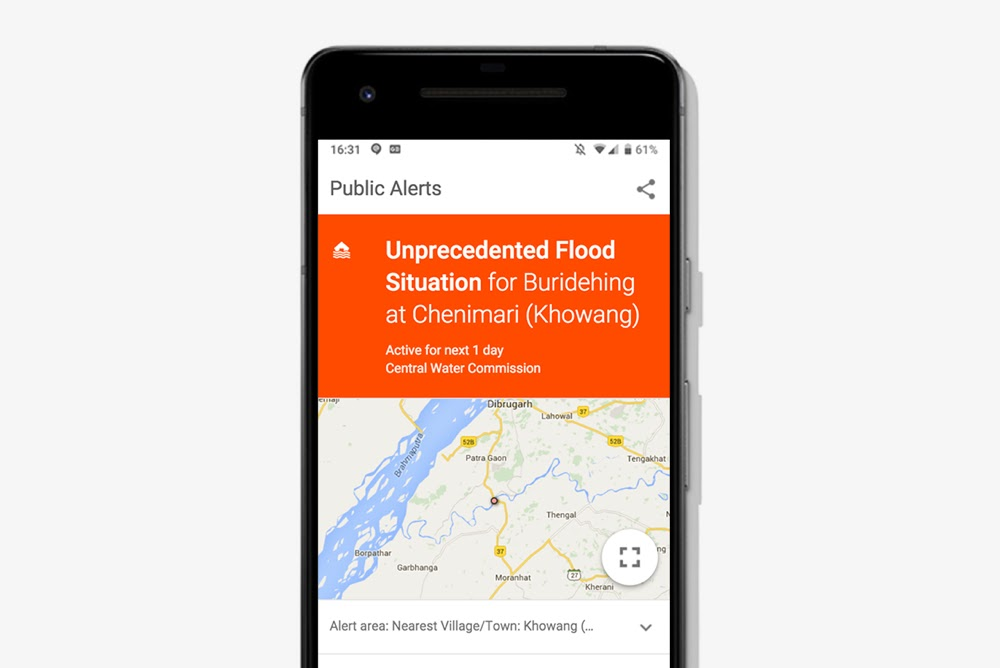 16:31
61%
Public Alerts
Unprecedented Flood
Situation for Buridehing
at Chenimari (Khowang)
Active for next 1 day
Central Water Commission
Dibrugarh
Lahowal
37
52B
52B
Patra Gaon
Tengakhat
Brahmaputra
Thengal
37
Borpathar
Garbhanga
Moranhat
27
Kherani
Alert area: Nearest Village/Town: Khowang (…